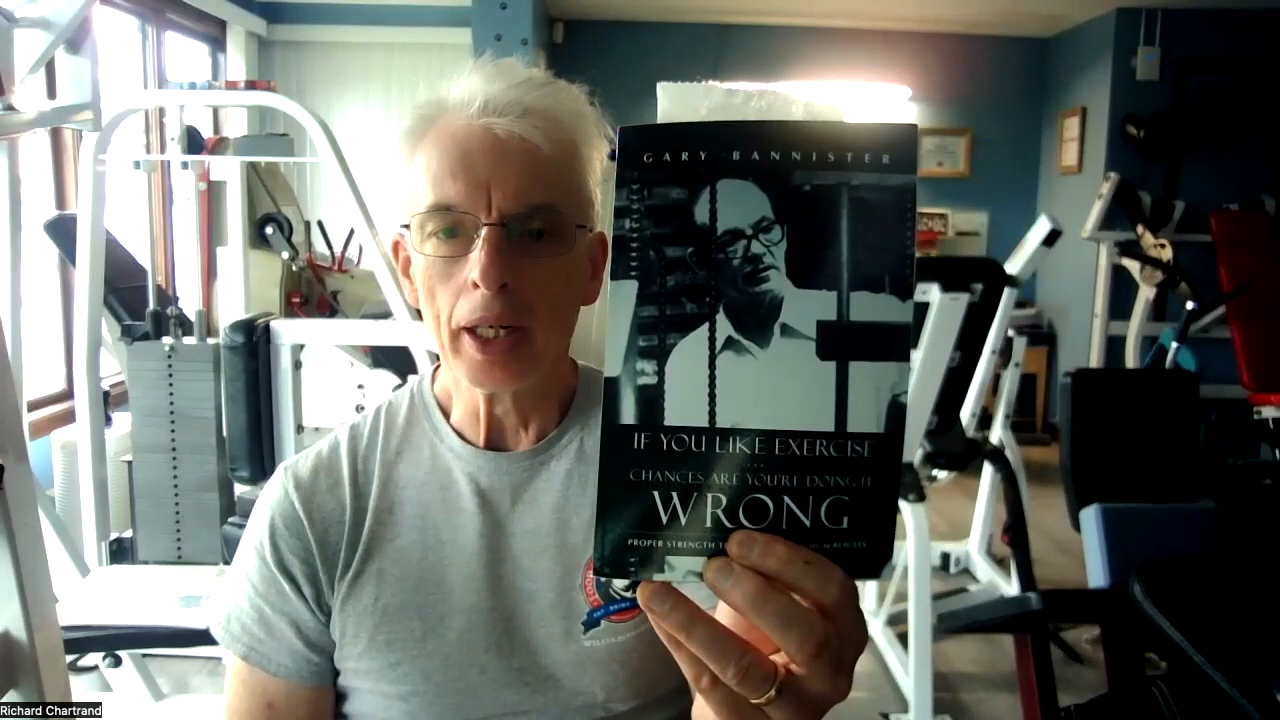 GARY BANNISTER
IF YOU LIKE EXERCISE
....
CHANCES ARE YOU'RE DOING IT
WRONG
PROPER STRENGTH
Richard Chartrand